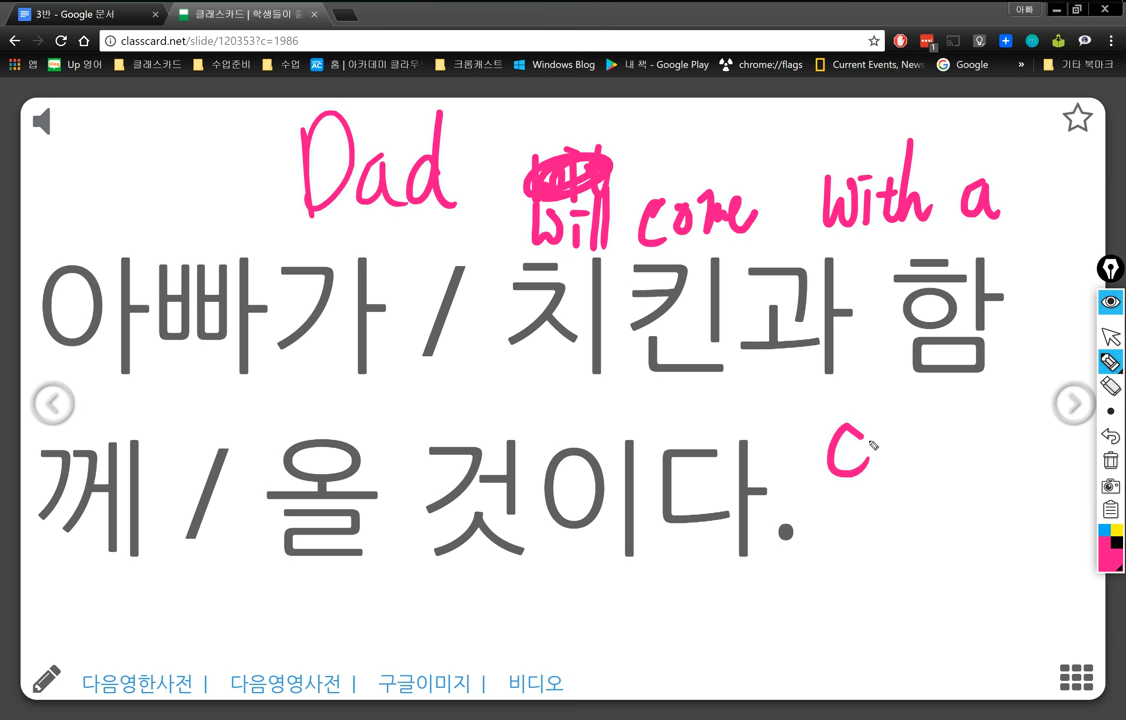 3반 - Google 문서
클래스카드 | 학생들이 좋
아빠
classcard.net/slide/120353?c=1986
1
앱 Up 영어 클래스카드 수업준비 수업 홈 | 아카데미 클라우 크롬캐스트 Windows Blog 내 책 - Google Play chrome://flags Current Events, News Google » 기타 북마크
Dad will come with a
아빠가 / 치킨과 함
께 / 올 것이다. C
다음영한사전 | 다음영영사전 | 구글이미지 | 비디오